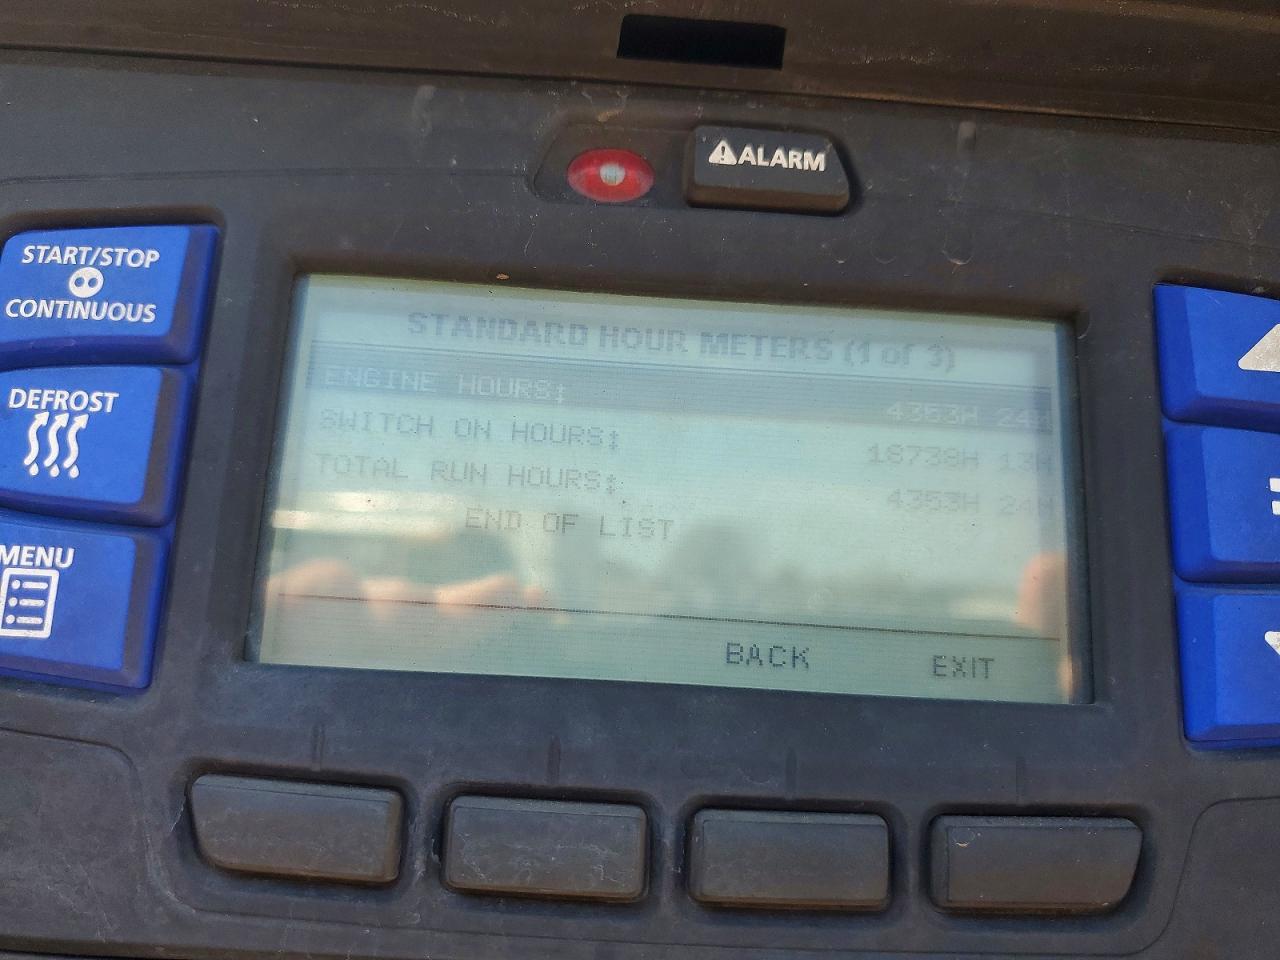 ⚠ALARM
START/STOP
CONTINUOUS
DEFROST
MENU
STANDARD HOUR METERS (1 of 3)
ENGINE HOURS: 4353H 24M
SWITCH ON HOURS: 18738H 13M
TOTAL RUN HOURS: 4353H 24M
END OF LIST
BACK EXIT